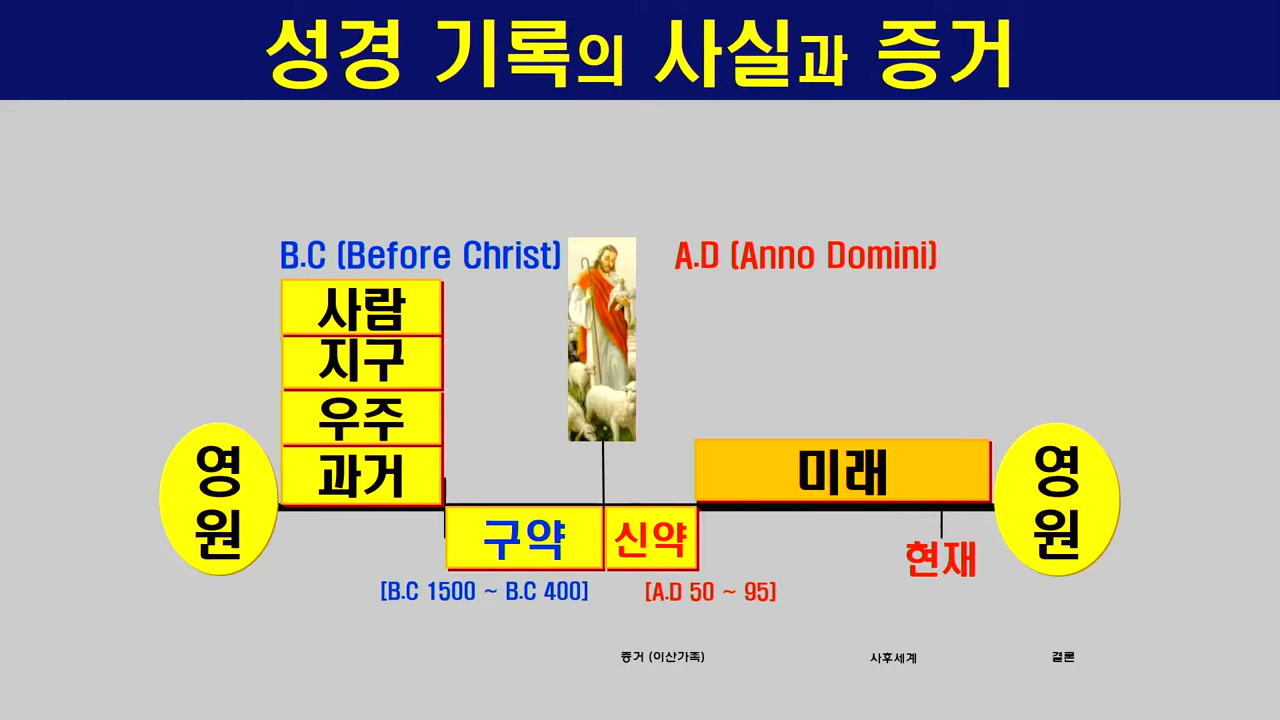 성경 기록의 사실과 증거
B.C (Before Christ)
A.D (Anno Domini)
사람
지구
우주
과거
영원
미래
영원
구약
신약
현재
[B.C 1500 ~ B.C 400]
[A.D 50 ~ 95]
증거 (이산가족)
사후세계
결론